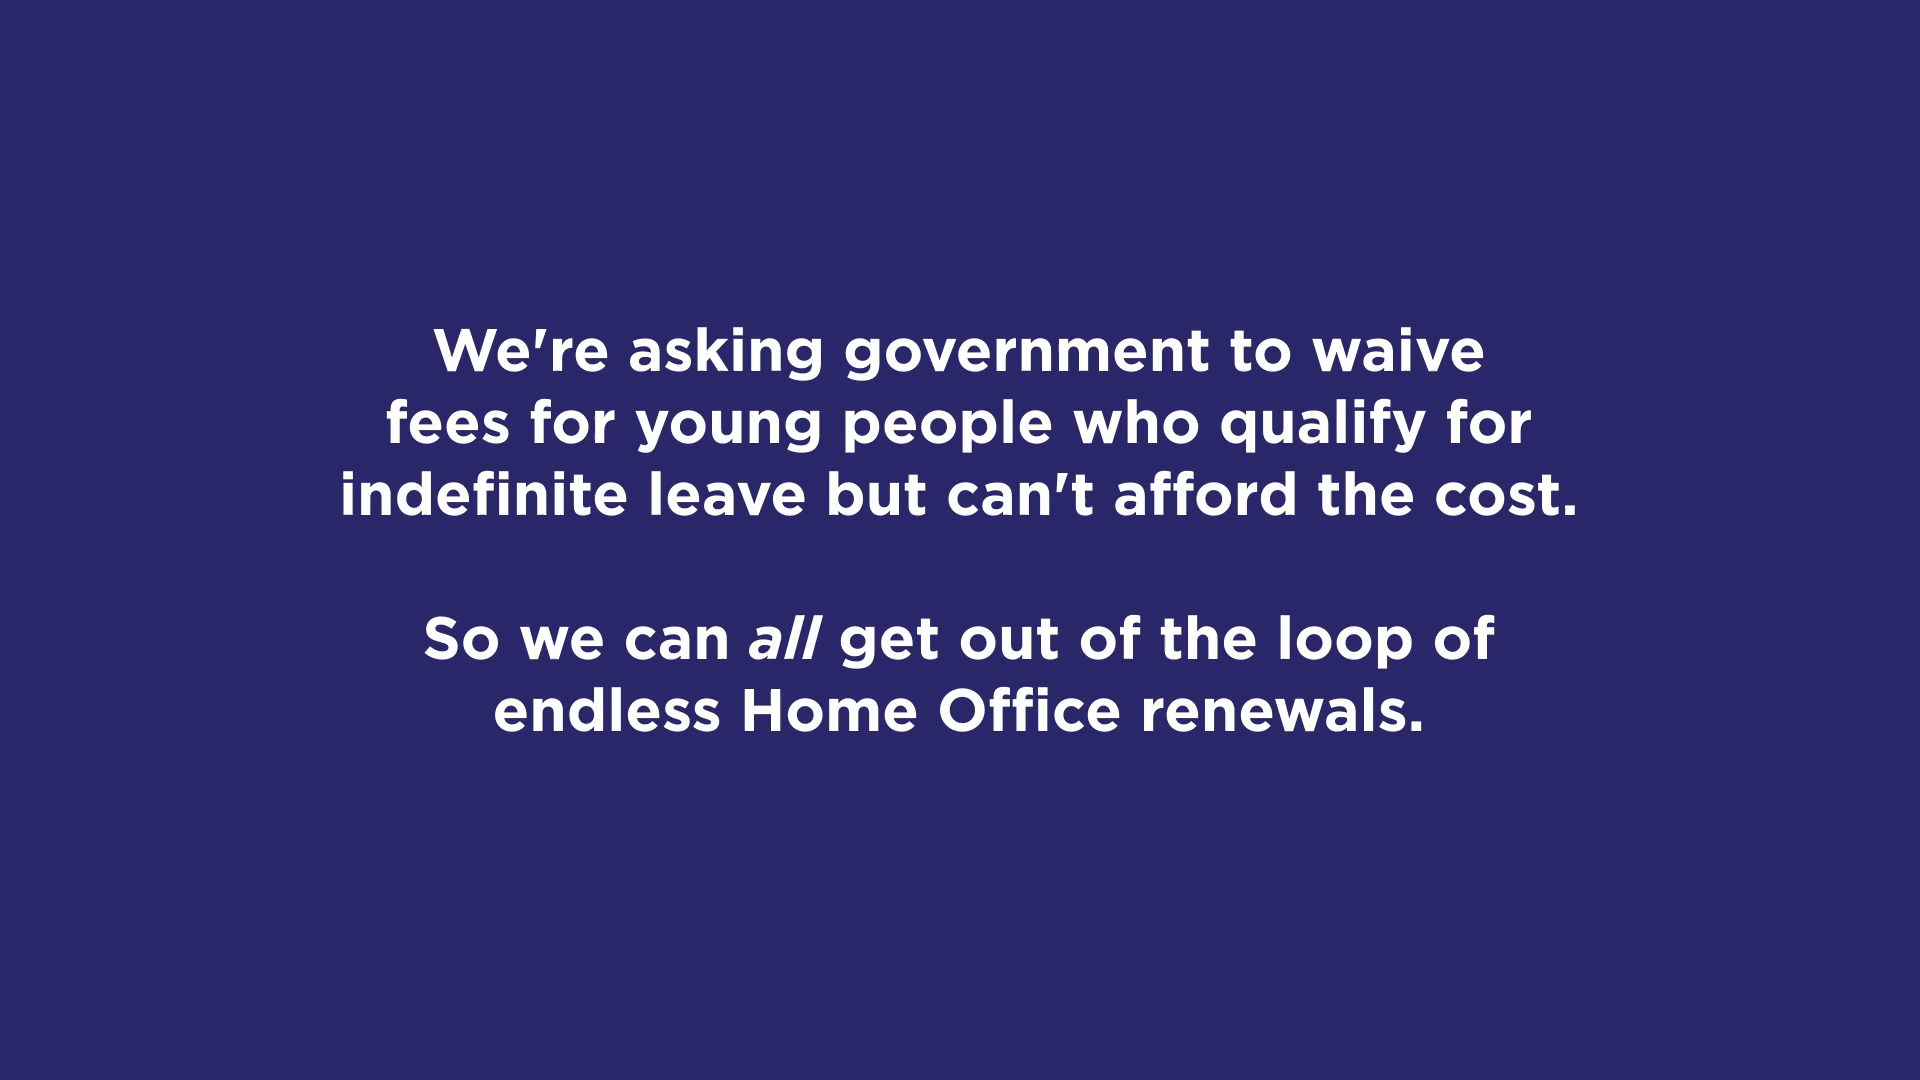 We're asking government to waive
fees for young people who qualify for
indefinite leave but can't afford the cost.
So we can all get out of the loop of
endless Home Office renewals.